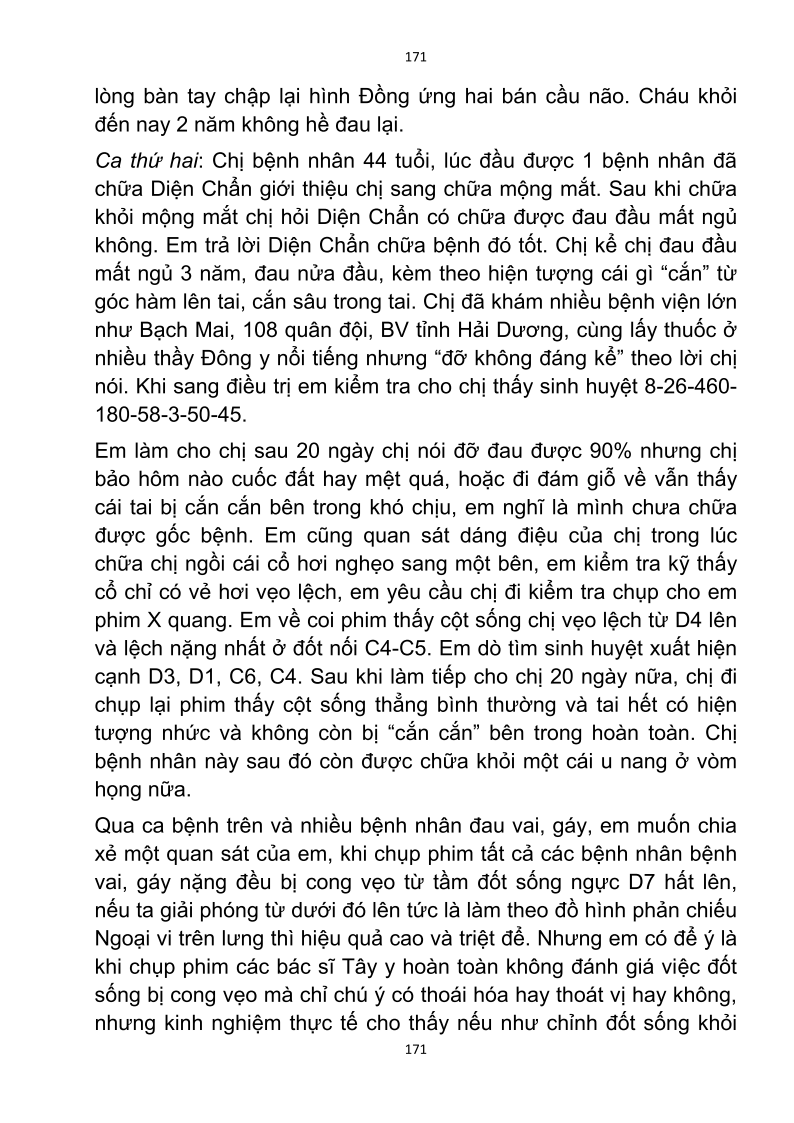 171
lòng bàn tay chập lại hình Đồng ứng hai bán cầu não. Cháu khỏi
đến nay 2 năm không hề đau lại.
Ca thứ hai: Chị bệnh nhân 44 tuổi, lúc đầu được 1 bệnh nhân đã
chữa Diện Chẩn giới thiệu chị sang chữa mộng mắt. Sau khi chữa
khỏi mộng mắt chị hỏi Diện Chẩn có chữa được đau đầu mất ngủ
không. Em trả lời Diện Chẩn chữa bệnh đó tốt. Chị kể chị đau đầu
mất ngủ 3 năm, đau nửa đầu, kèm theo hiện tượng cái gì “cắn” từ
góc hàm lên tai, cắn sâu trong tai. Chị đã khám nhiều bệnh viện lớn
như Bạch Mai, 108 quân đội, BV tỉnh Hải Dương, cùng lấy thuốc ở
nhiều thầy Đông y nổi tiếng nhưng “đỡ không đáng kể” theo lời chị
nói. Khi sang điều trị em kiểm tra cho chị thấy sinh huyệt 8-26-460-
180-58-3-50-45.
Em làm cho chị sau 20 ngày chị nói đỡ đau được 90% nhưng chị
bảo hôm nào cuốc đất hay mệt quá, hoặc đi đám giỗ về vẫn thấy
cái tai bị cắn cắn bên trong khó chịu, em nghĩ là mình chưa chữa
được gốc bệnh. Em cũng quan sát dáng điệu của chị trong lúc
chữa chị ngồi cái cổ hơi nghẹo sang một bên, em kiểm tra kỹ thấy
cổ chỉ có vẻ hơi vẹo lệch, em yêu cầu chị đi kiểm tra chụp cho em
phim X quang. Em về coi phim thấy cột sống chị vẹo lệch từ D4 lên
và lệch nặng nhất ở đốt nối C4-C5. Em dò tìm sinh huyệt xuất hiện
cạnh D3, D1, C6, C4. Sau khi làm tiếp cho chị 20 ngày nữa, chị đi
chụp lại phim thấy cột sống thẳng bình thường và tai hết có hiện
tượng nhức và không còn bị “cắn cắn” bên trong hoàn toàn. Chị
bệnh nhân này sau đó còn được chữa khỏi một cái u nang ở vòm
họng nữa.
Qua ca bệnh trên và nhiều bệnh nhân đau vai, gáy, em muốn chia
xẻ một quan sát của em, khi chụp phim tất cả các bệnh nhân bệnh
vai, gáy nặng đều bị cong vẹo từ tầm đốt sống ngực D7 hất lên,
nếu ta giải phóng từ dưới đó lên tức là làm theo đồ hình phản chiếu
Ngoại vi trên lưng thì hiệu quả cao và triệt để. Nhưng em có để ý là
khi chụp phim các bác sĩ Tây y hoàn toàn không đánh giá việc đốt
sống bị cong vẹo mà chỉ chú ý có thoái hóa hay thoát vị hay không,
nhưng kinh nghiệm thực tế cho thấy nếu như chỉnh đốt sống khỏi
171